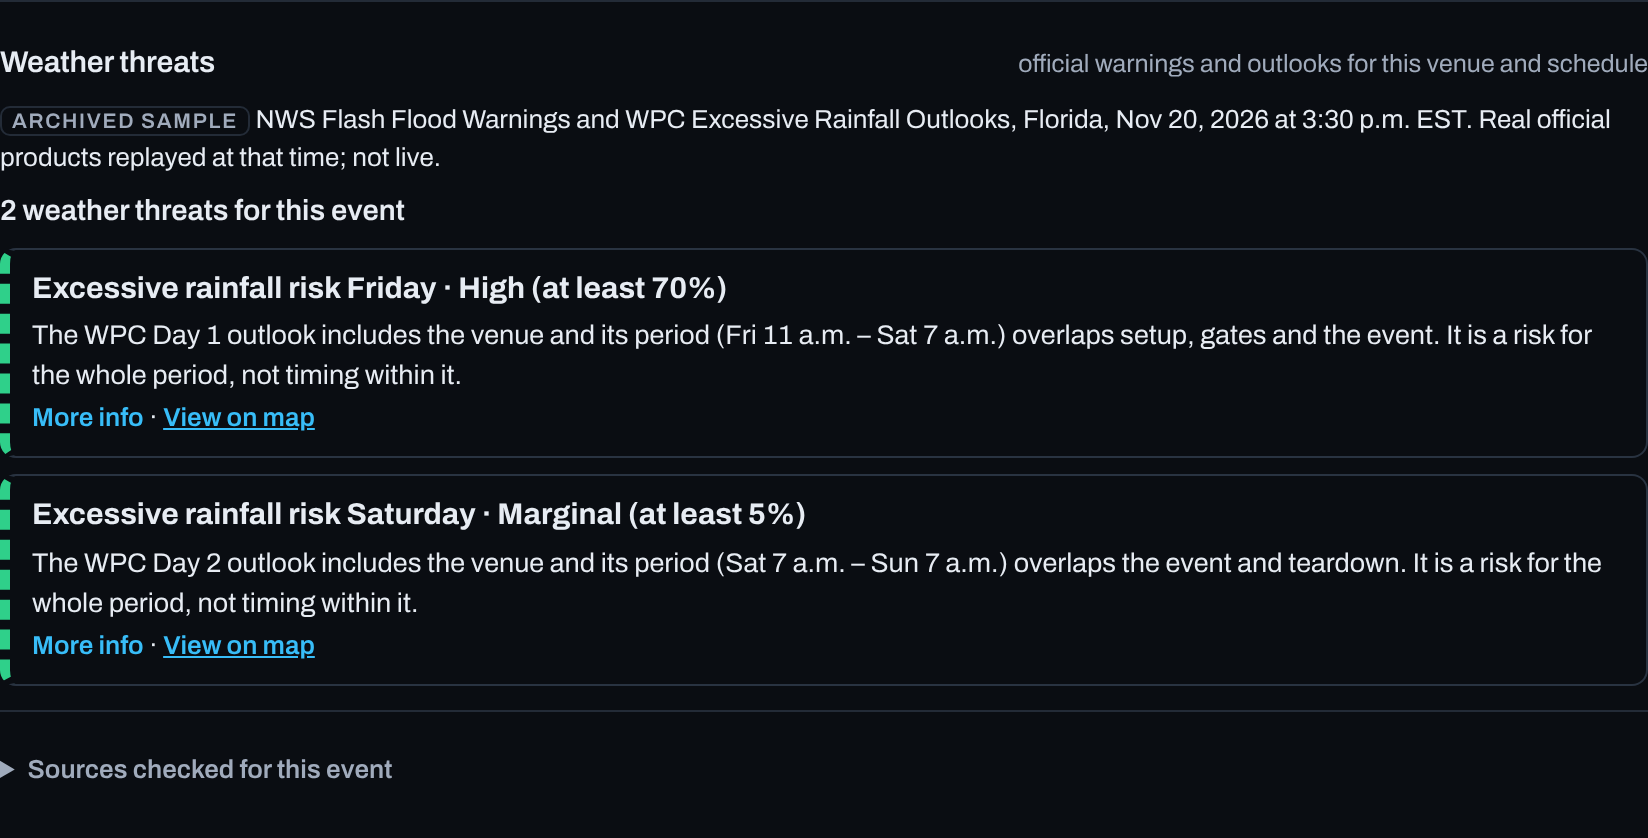 Weather threats
official warnings and outlooks for this venue and schedule
ARCHIVED SAMPLE NWS Flash Flood Warnings and WPC Excessive Rainfall Outlooks, Florida, Nov 20, 2026 at 3:30 p.m. EST. Real official
products replayed at that time; not live.
2 weather threats for this event
Excessive rainfall risk Friday · High (at least 70%)
The WPC Day 1 outlook includes the venue and its period (Fri 11 a.m. – Sat 7 a.m.) overlaps setup, gates and the event. It is a risk for
the whole period, not timing within it.
More info · View on map
Excessive rainfall risk Saturday · Marginal (at least 5%)
The WPC Day 2 outlook includes the venue and its period (Sat 7 a.m. – Sun 7 a.m.) overlaps the event and teardown. It is a risk for the
whole period, not timing within it.
More info · View on map
Sources checked for this event